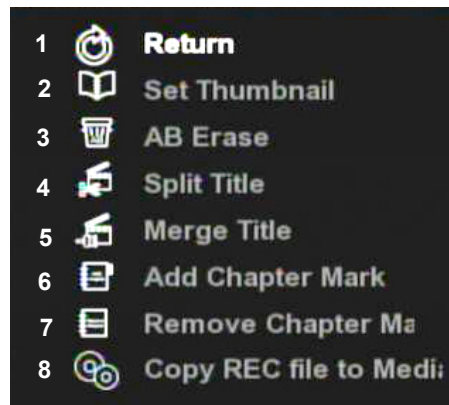 1 Return
2 Set Thumbnail
3 AB Erase
4 Split Title
5 Merge Title
6 Add Chapter Mark
7 Remove Chapter Ma
8 Copy REC file to Media